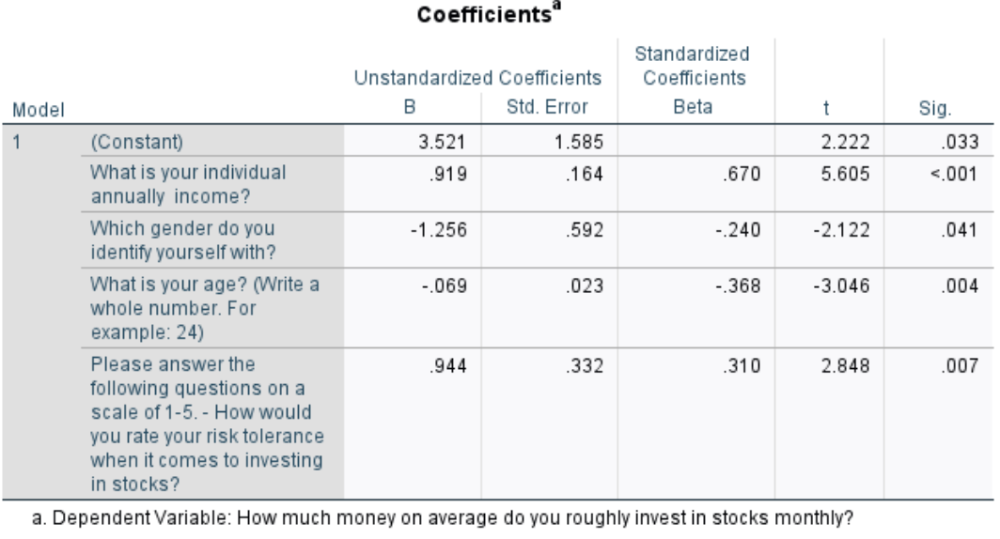 Coefficientsa
Unstandardized Coefficients
Standardized
Coefficients
Model
B Std. Error Beta t Sig.
1 (Constant) 3.521 1.585 2.222 .033
What is your individual .919 .164 .670 5.605 <.001
annually income?
Which gender do you -1.256 .592 -.240 -2.122 .041
identify yourself with?
What is your age? (Write a -.069 .023 -.368 -3.046 .004
whole number. For
example: 24)
Please answer the .944 .332 .310 2.848 .007
following questions on a
scale of 1-5. - How would
you rate your risk tolerance
when it comes to investing
in stocks?
a. Dependent Variable: How much money on average do you roughly invest in stocks monthly?